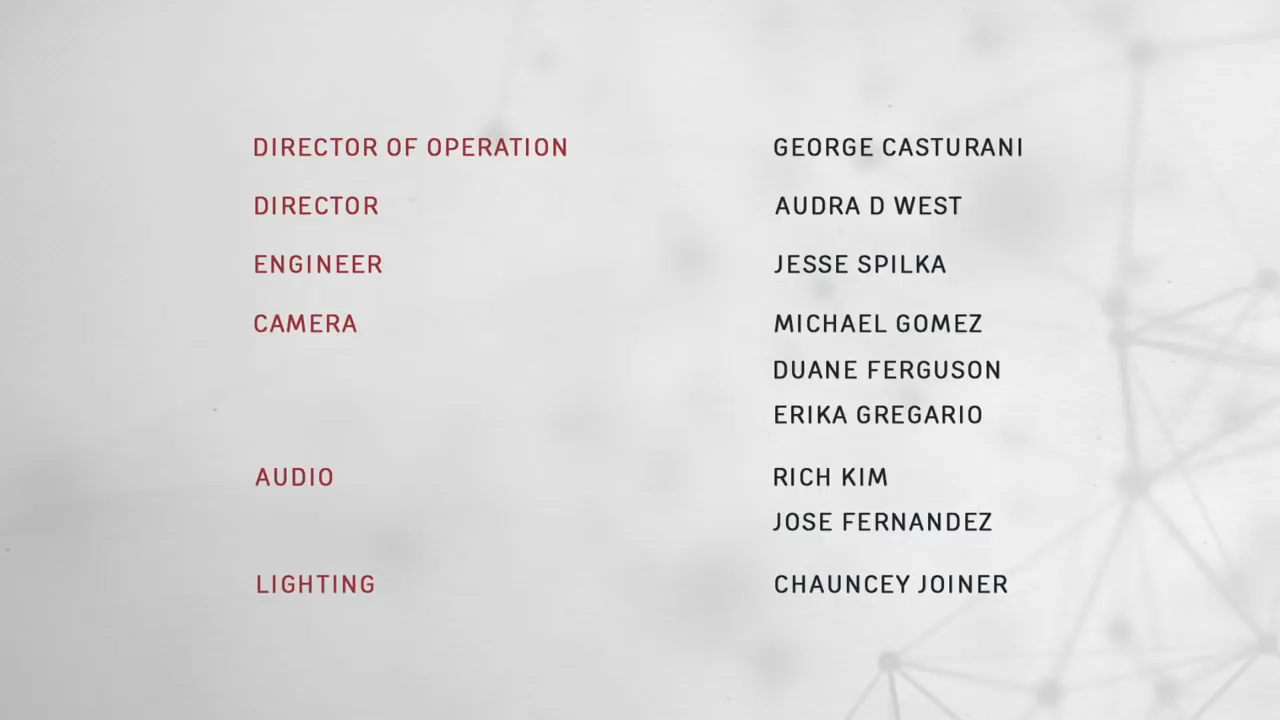 DIRECTOR OF OPERATION GEORGE CASTURANI
DIRECTOR AUDRA D WEST
ENGINEER JESSE SPILKA
CAMERA MICHAEL GOMEZ
DUANE FERGUSON
ERIKA GREGARIO
AUDIO RICH KIM
JOSE FERNANDEZ
LIGHTING CHAUNCEY JOINER